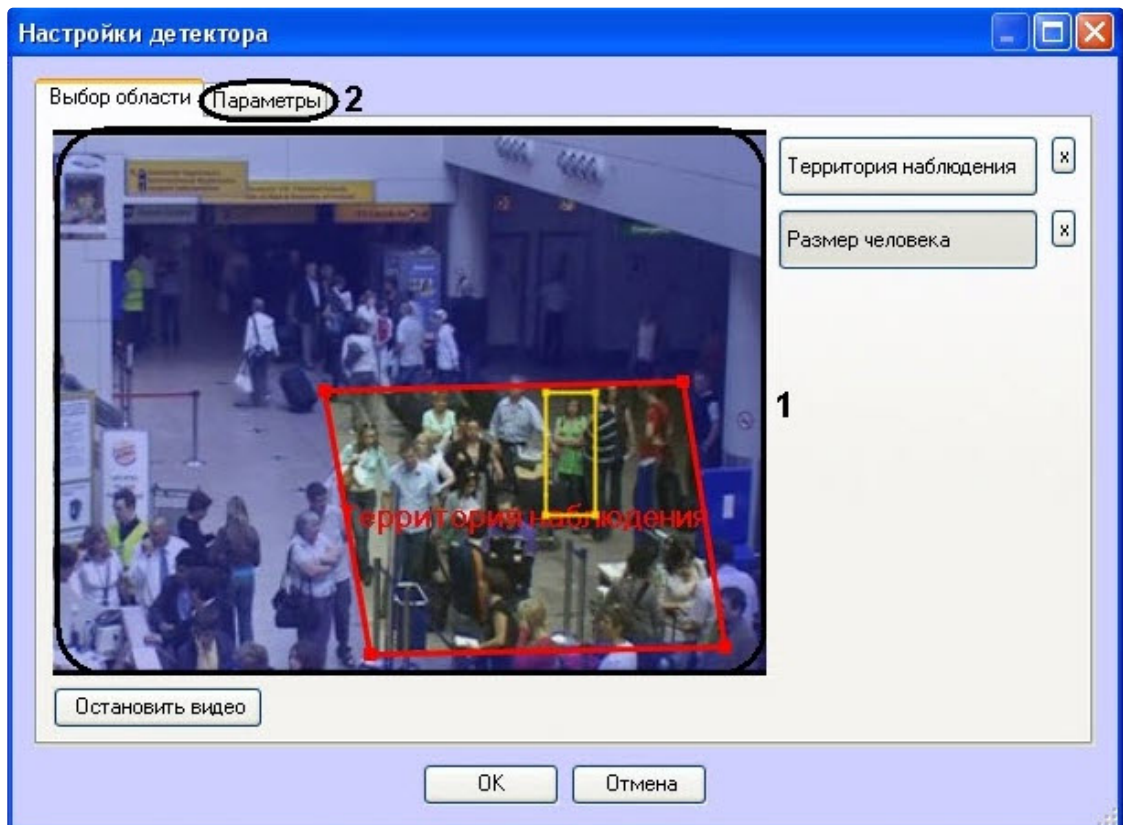 Настройки детектора
Выбор области Параметры 2
Территория наблюдения x
Размер человека x
1
Территория наблюдения
Остановить видео
OK Отмена